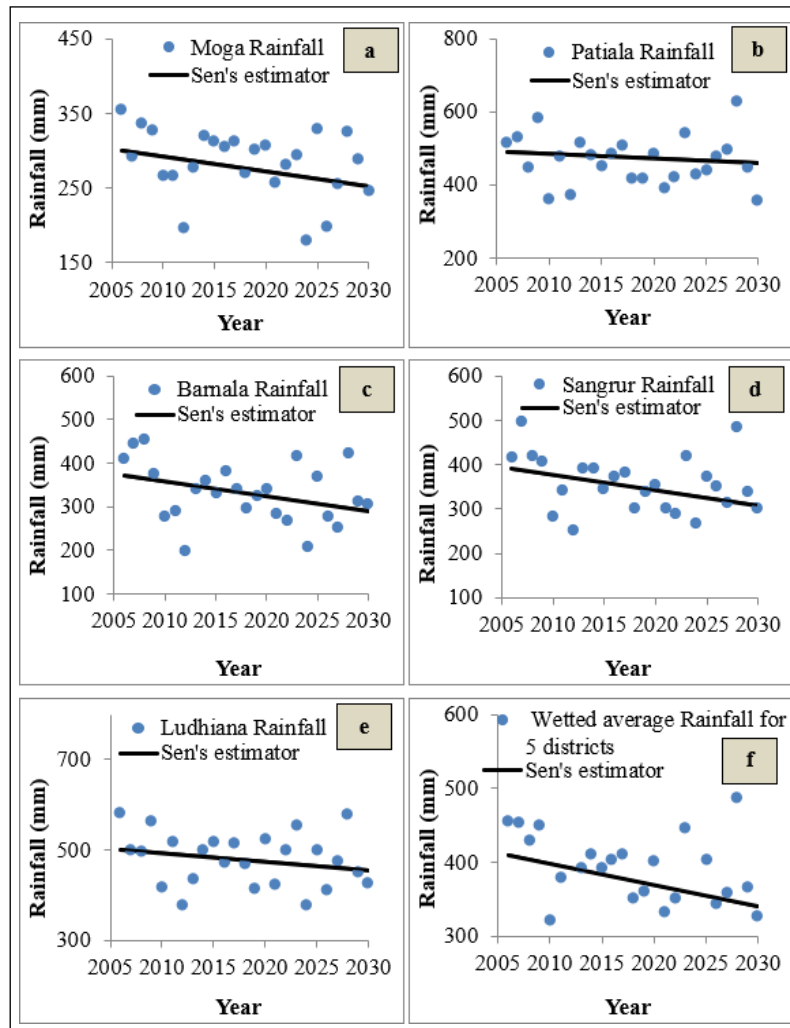 450
Moga Rainfall
a
Sen's estimator
350
250
150
Rainfall (mm)
2005 2010 2015 2020 2025 2030
Year
800
Patiala Rainfall
b
Sen's estimator
600
400
200
Rainfall (mm)
2005 2010 2015 2020 2025 2030
Year
600
Barnala Rainfall
c
Sen's estimator
500
400
300
200
100
Rainfall (mm)
2005 2010 2015 2020 2025 2030
Year
600
Sangrur Rainfall
d
Sen's estimator
500
400
300
200
100
Rainfall (mm)
2005 2010 2015 2020 2025 2030
Year
Ludhiana Rainfall
e
Sen's estimator
700
500
300
Rainfall (mm)
2005 2010 2015 2020 2025 2030
Year
600
Wetted average Rainfall for
5 districts
f
Sen's estimator
500
400
300
Rainfall (mm)
2005 2010 2015 2020 2025 2030
Year